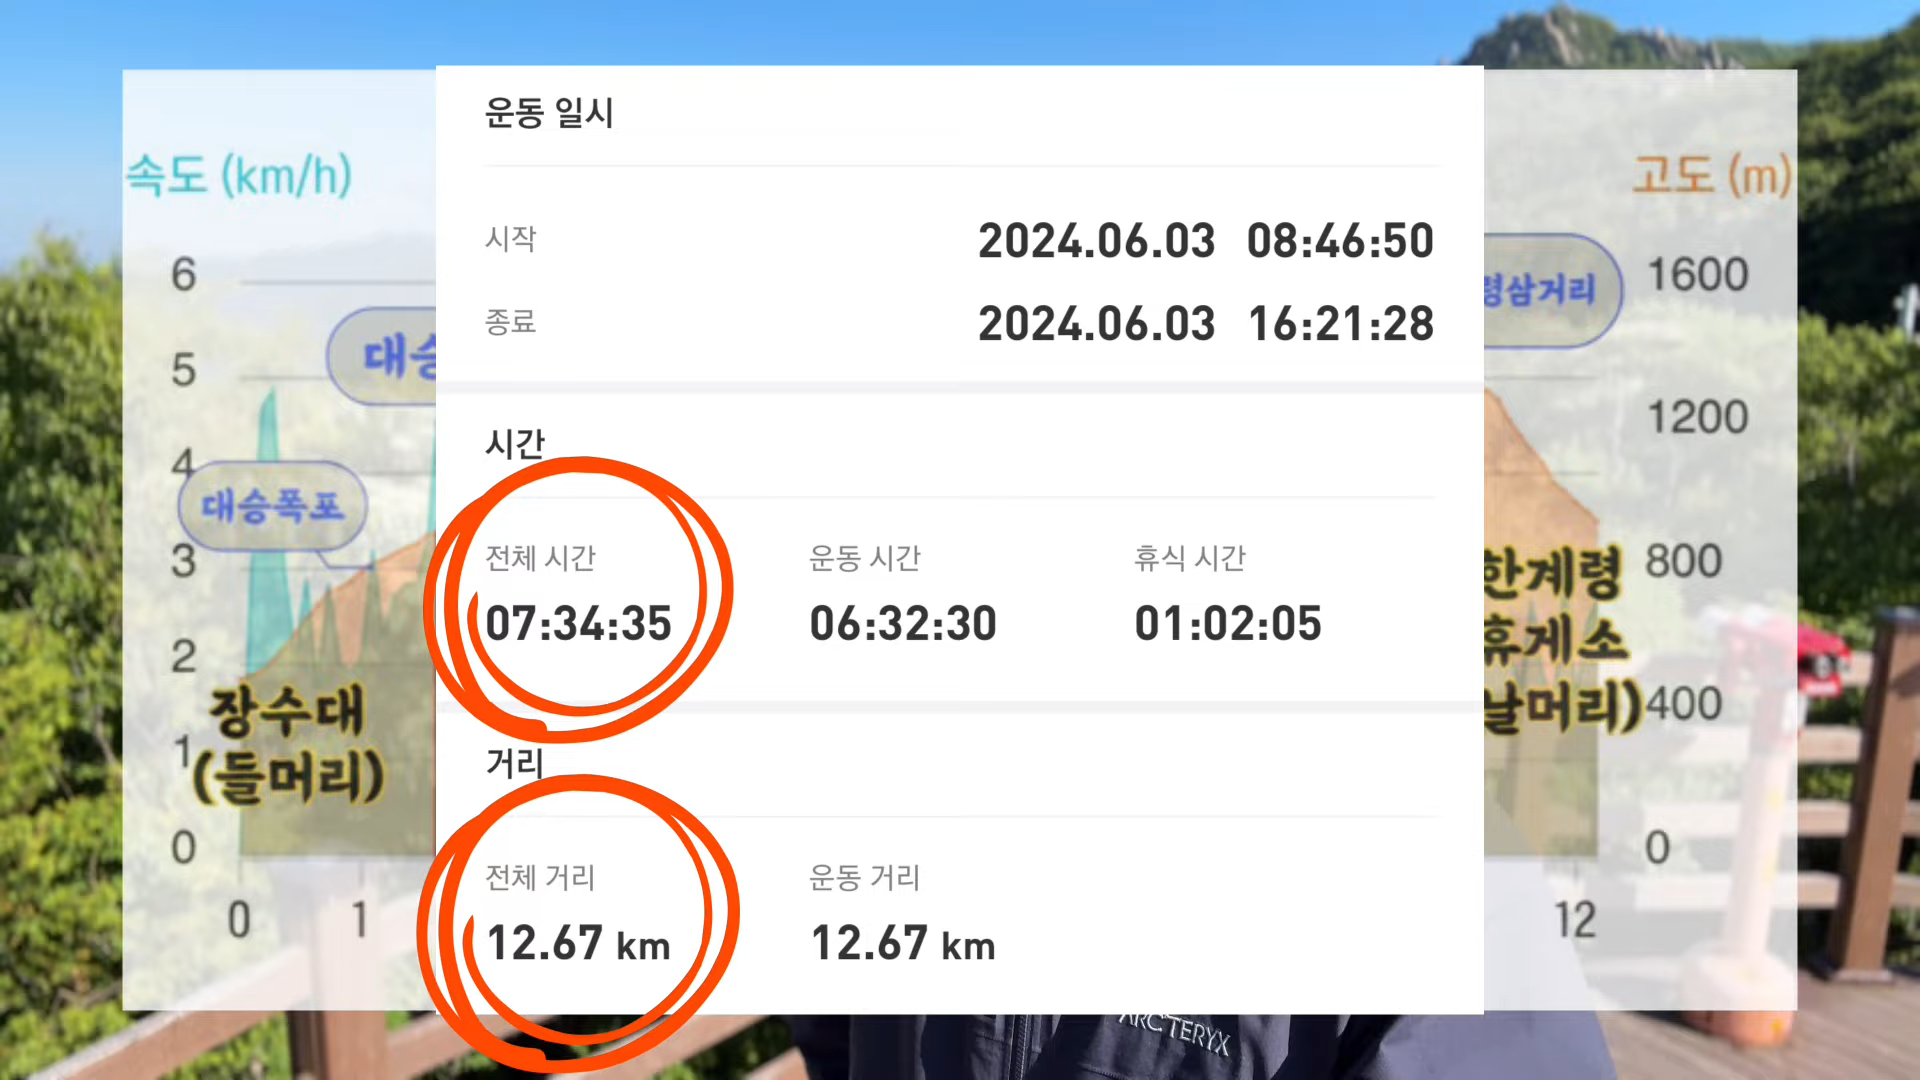 운동 일시
시작 2024.06.03 08:46:50
종료 2024.06.03 16:21:28
시간
전체 시간 운동 시간 휴식 시간
07:34:35 06:32:30 01:02:05
거리
전체 거리 운동 거리
12.67 km 12.67 km
속도 (km/h)
6
5
4
3
2
1
0
대승
대승폭포
장수대
(들머리)
0 1 12
고도 (m)
1600
1200
800
400
0
령삼거리
한계령
휴게소
날머리)
ARC'TERYX